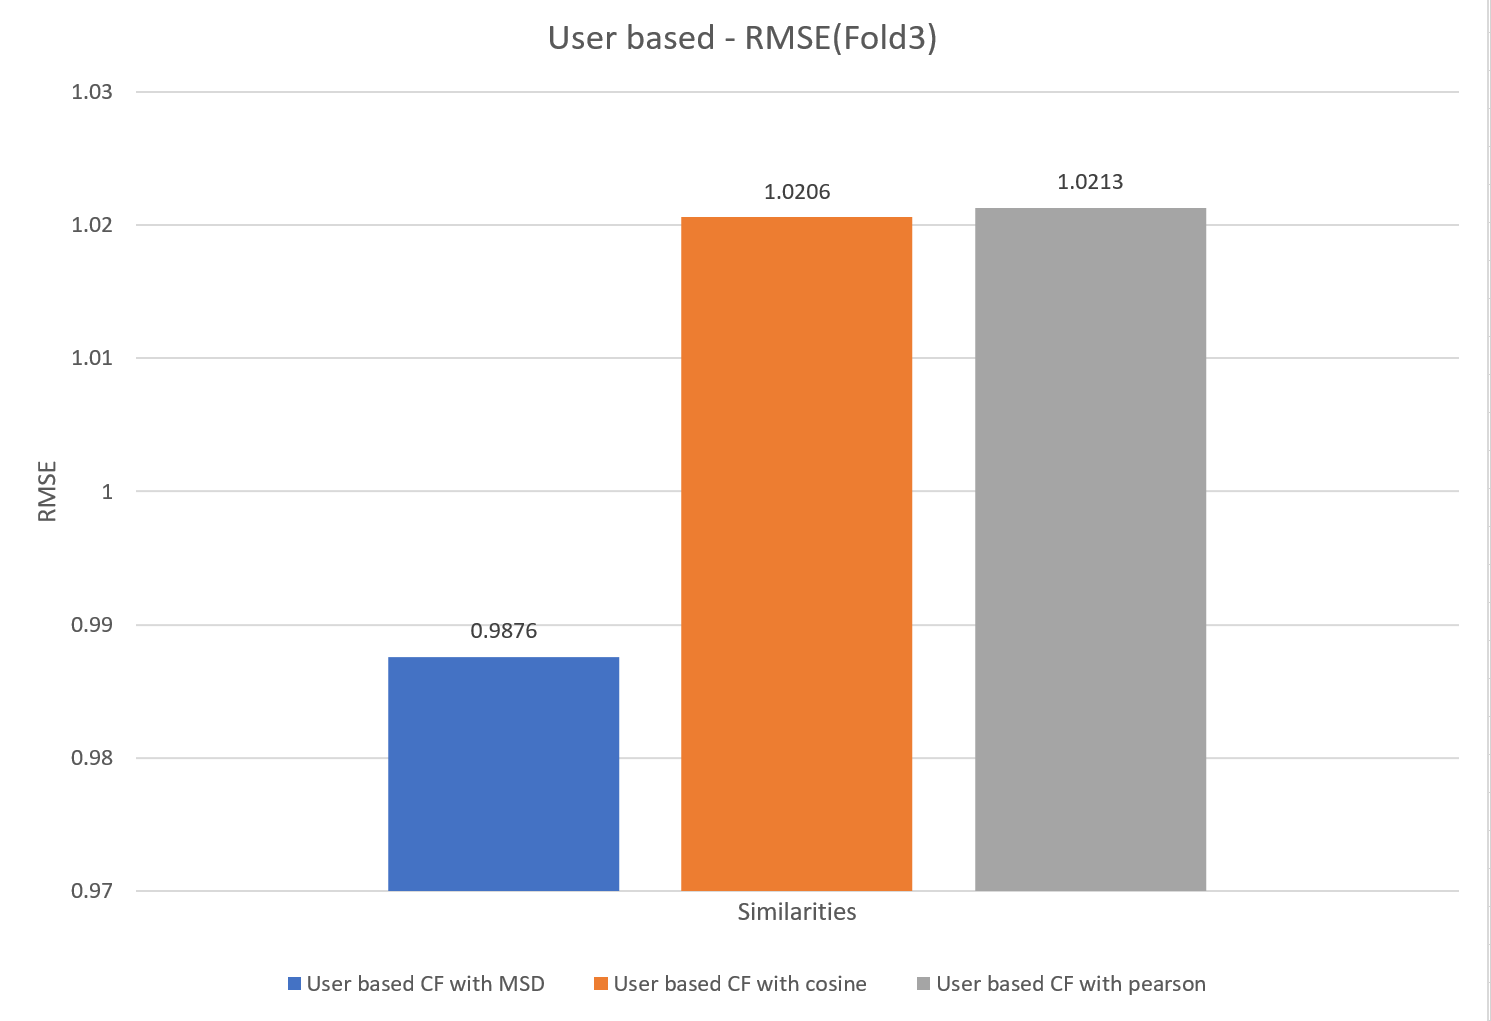 User based - RMSE(Fold3)
1.03
1.0213
1.0206
1.02
1.01
1
RMSE
0.99
0.9876
0.98
0.97
Similarities
User based CF with MSD
User based CF with cosine
User based CF with pearson